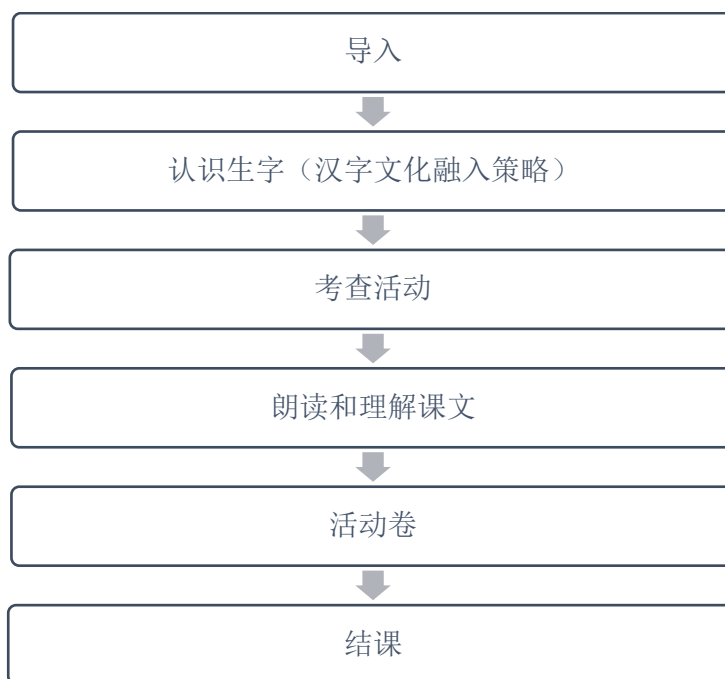 导入
认识生字（汉字文化融入策略）
考查活动
朗读和理解课文
活动卷
结课